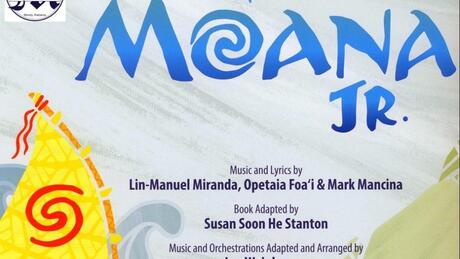 MOANA
JR.
Music and Lyrics by
Lin-Manuel Miranda, Opetaia Foaʻi & Mark Mancina
Book Adapted by
Susan Soon He Stanton
Music and Orchestrations Adapted and Arranged by